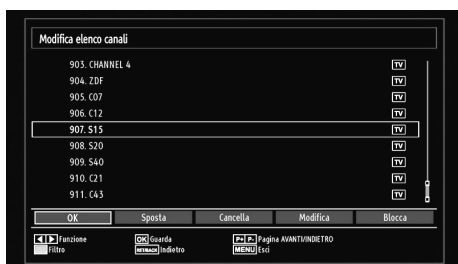 Modifica elenco canali
903. CHANNEL 4 TV
904. ZDF TV
905. C07 TV
906. C12 TV
907. S15 TV
908. S20 TV
909. S40 TV
910. C21 TV
911. C43 TV
OK Sposta Cancella Modifica Blocca
Funzione OK Guarda P+ P- Pagina AVANTI/INDIETRO
Filtro RET/BACK Indietro MENU Esci